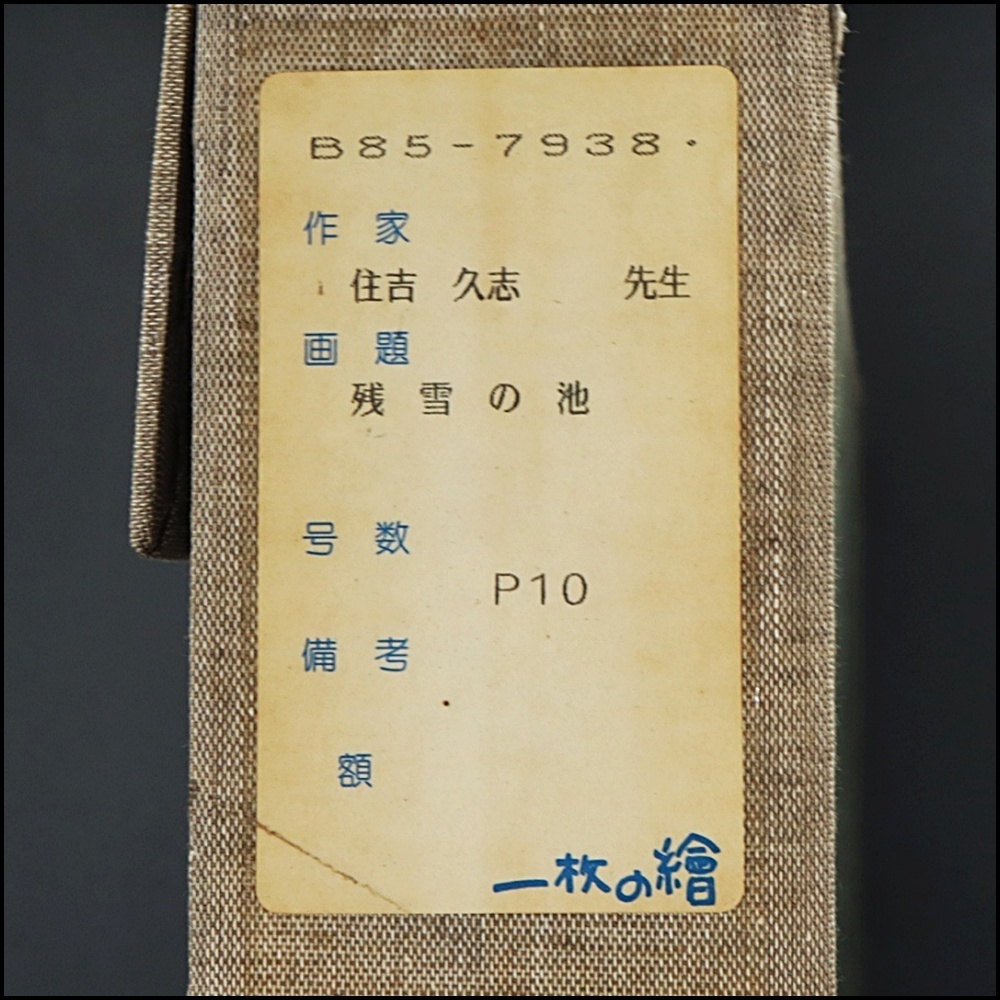 B85-7938.
作家
住吉 久志 先生
画題
残雪の池
号数
P10
備考
額
一枚の繪